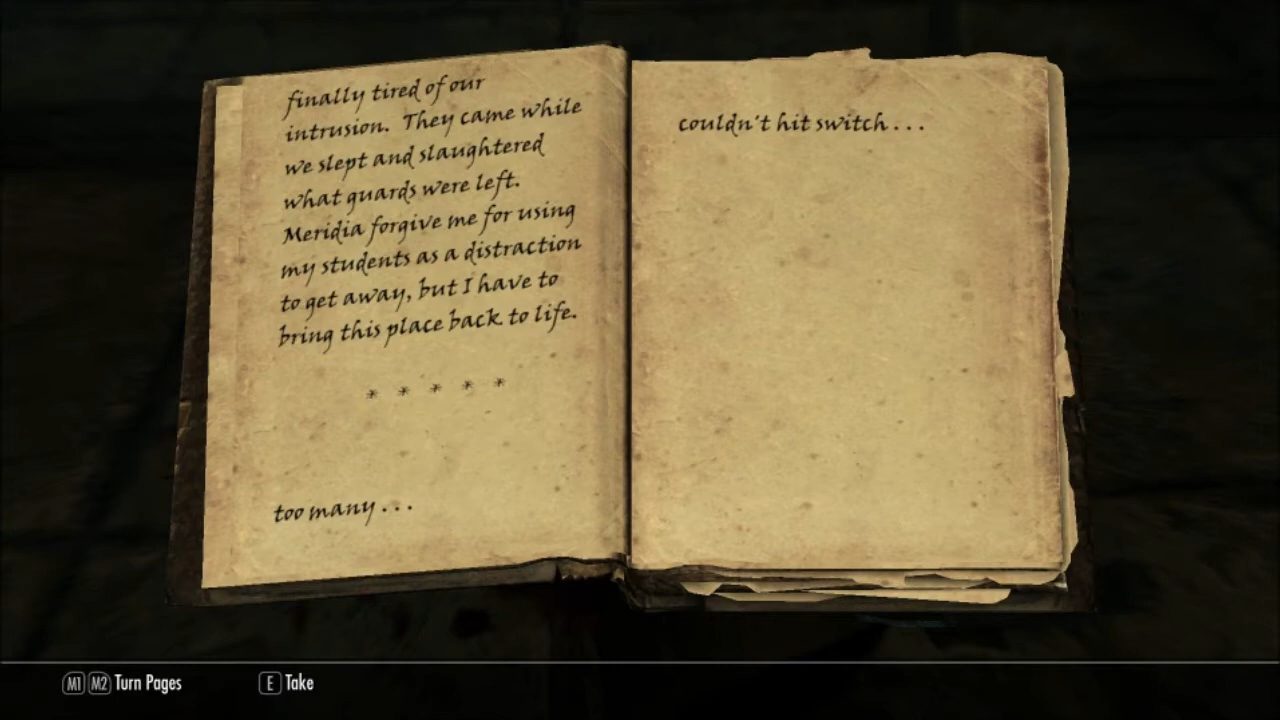 finally tired of our
intrusion. They came while
we slept and slaughtered
what guards were left.
Meridia forgive me for using
my students as a distraction
to get away, but I have to
bring this place back to life.
* * * * *
too many . . .
couldn't hit switch . . .
M1 M2 Turn Pages
E Take